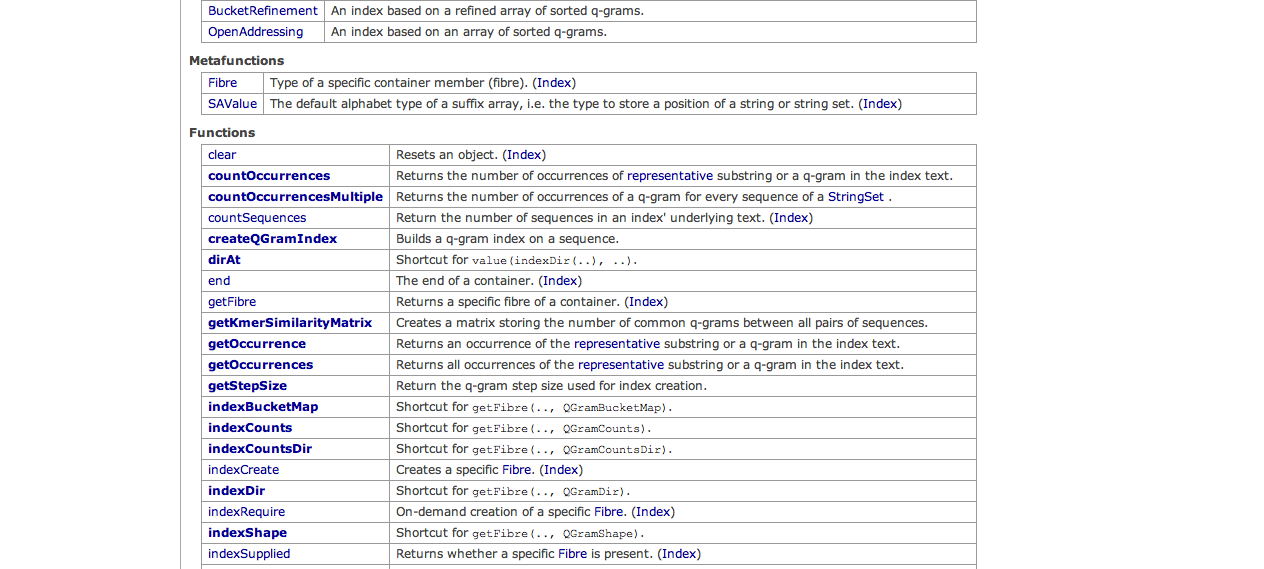 BucketRefinement An index based on a refined array of sorted q-grams.
OpenAddressing An index based on an array of sorted q-grams.
Metafunctions
Fibre Type of a specific container member (fibre). (Index)
SAValue The default alphabet type of a suffix array, i.e. the type to store a position of a string or string set. (Index)
Functions
clear Resets an object. (Index)
countOccurrences Returns the number of occurrences of representative substring or a q-gram in the index text.
countOccurrencesMultiple Returns the number of occurrences of a q-gram for every sequence of a StringSet .
countSequences Return the number of sequences in an index' underlying text. (Index)
createQGramIndex Builds a q-gram index on a sequence.
dirAt Shortcut for value(indexDir(..), ..).
end The end of a container. (Index)
getFibre Returns a specific fibre of a container. (Index)
getKmerSimilarityMatrix Creates a matrix storing the number of common q-grams between all pairs of sequences.
getOccurrence Returns an occurrence of the representative substring or a q-gram in the index text.
getOccurrences Returns all occurrences of the representative substring or a q-gram in the index text.
getStepSize Return the q-gram step size used for index creation.
indexBucketMap Shortcut for getFibre(.., QGramBucketMap).
indexCounts Shortcut for getFibre(.., QGramCounts).
indexCountsDir Shortcut for getFibre(.., QGramCountsDir).
indexCreate Creates a specific Fibre. (Index)
indexDir Shortcut for getFibre(.., QGramDir).
indexRequire On-demand creation of a specific Fibre. (Index)
indexShape Shortcut for getFibre(.., QGramShape).
indexSupplied Returns whether a specific Fibre is present. (Index)